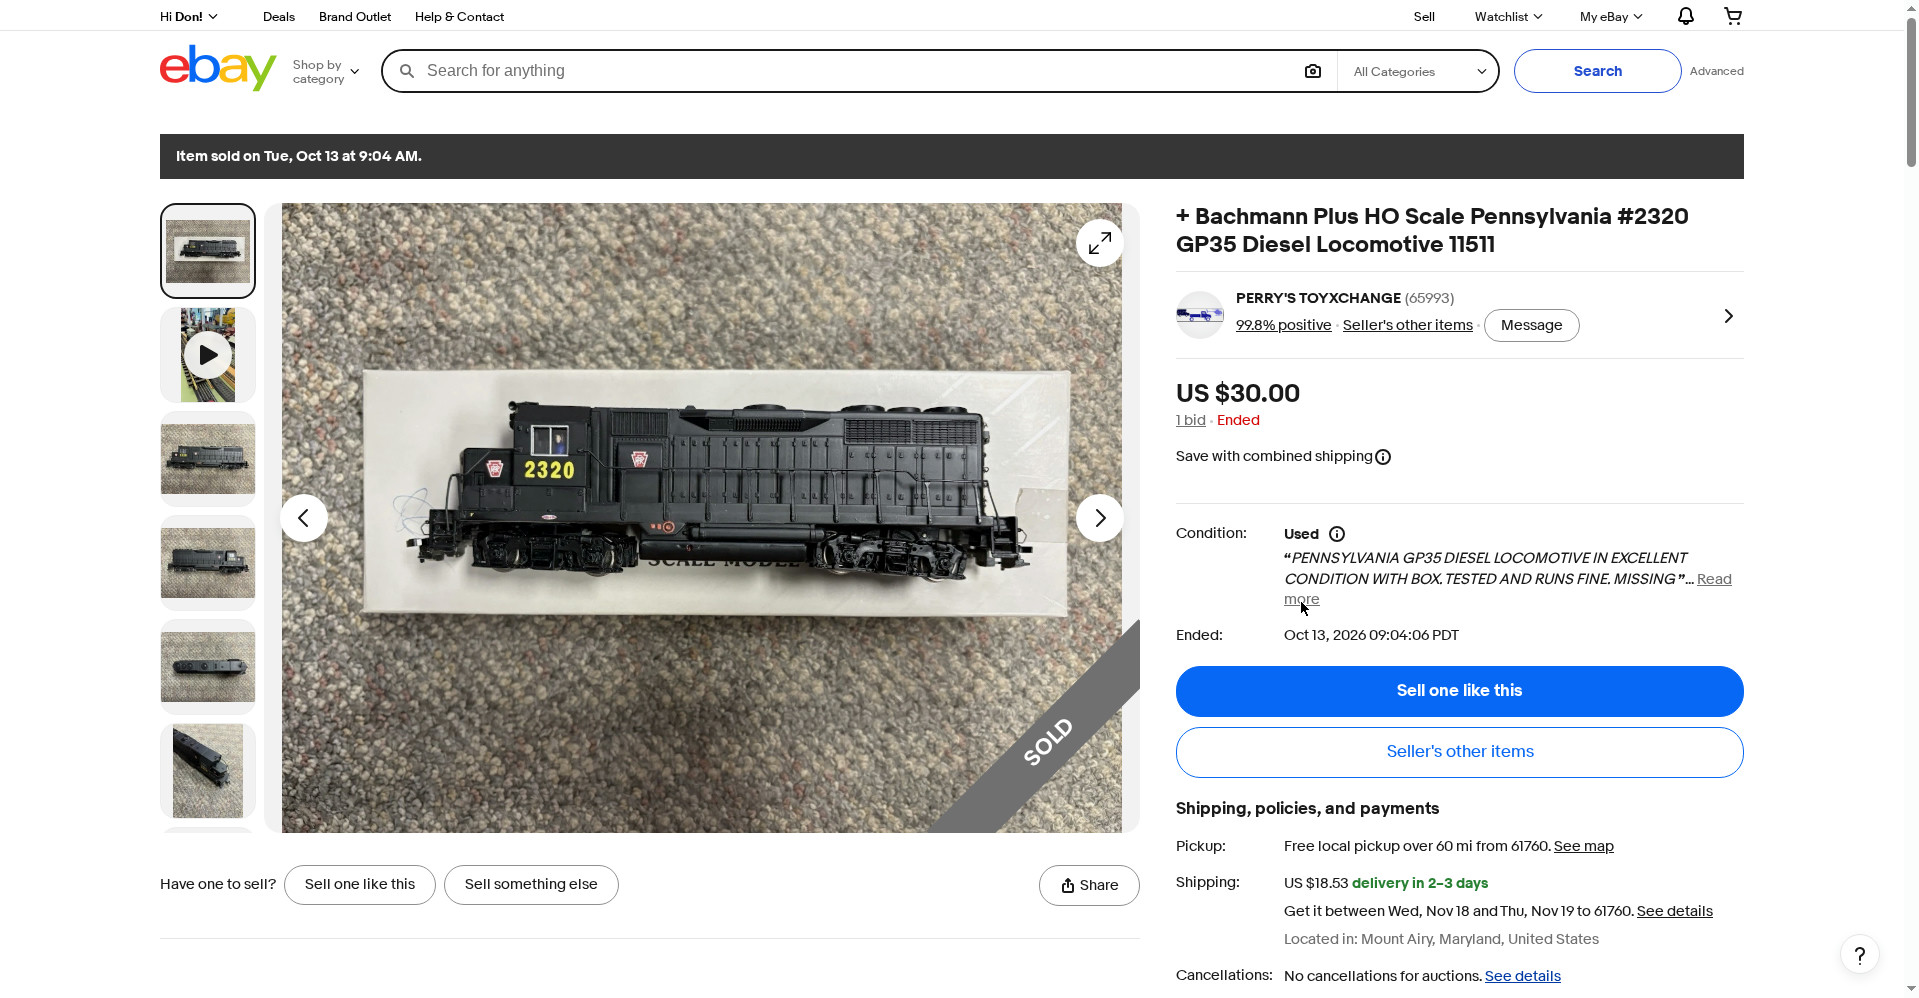 Hi Don!
Deals
Brand Outlet
Help & Contact
Sell
Watchlist
My eBay
ebay
Shop by
category
Search for anything
All Categories
Search
Advanced
Item sold on Tue, Oct 13 at 9:04 AM.
2320
SCALE MODEL
SOLD
+ Bachmann Plus HO Scale Pennsylvania #2320
GP35 Diesel Locomotive 11511
PERRY'S TOYXCHANGE (65993)
99.8% positive · Seller's other items · Message
US $30.00
1 bid · Ended
Save with combined shipping
Condition:
Used
“PENNSYLVANIA GP35 DIESEL LOCOMOTIVE IN EXCELLENT
CONDITION WITH BOX. TESTED AND RUNS FINE. MISSING ”... Read
more
Ended:
Oct 13, 2026 09:04:06 PDT
Sell one like this
Seller's other items
Shipping, policies, and payments
Pickup:
Free local pickup over 60 mi from 61760. See map
Shipping:
US $18.53 delivery in 2–3 days
Get it between Wed, Nov 18 and Thu, Nov 19 to 61760. See details
Located in: Mount Airy, Maryland, United States
Cancellations:
No cancellations for auctions. See details
Have one to sell?
Sell one like this
Sell something else
Share
?